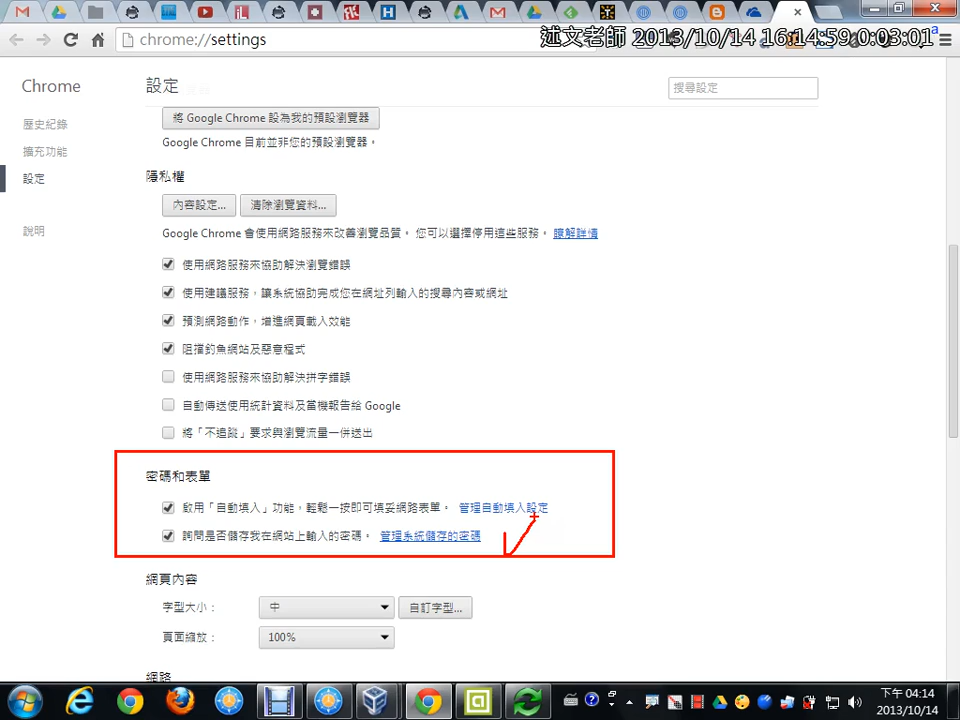 chrome://settings
述文老師 2013/10/14 16:14:59 0:03:01
Chrome
設定
搜尋設定
歷史紀錄
擴充功能
設定
說明
將 Google Chrome 設為我的預設瀏覽器
Google Chrome 目前並非您的預設瀏覽器。
隱私權
內容設定...
清除瀏覽資料...
Google Chrome 會使用網路服務來改善瀏覽品質。您可以選擇停用這些服務。 瞭解詳情
使用網路服務來協助解決瀏覽錯誤
使用建議服務，讓系統協助完成您在網址列輸入的搜尋內容或網址
預測網路動作，增進網頁載入效能
阻擋釣魚網站及惡意程式
使用網路服務來協助解決拼字錯誤
自動傳送使用統計資料及當機報告給 Google
將「不追蹤」要求與瀏覽流量一併送出
密碼和表單
啟用「自動填入」功能，輕鬆一按即可填妥網路表單。 管理自動填入設定
詢問是否儲存我在網站上輸入的密碼。 管理系統儲存的密碼
網頁內容
字型大小：
中
自訂字型...
頁面縮放：
100%
網路
下午 04:14
2013/10/14